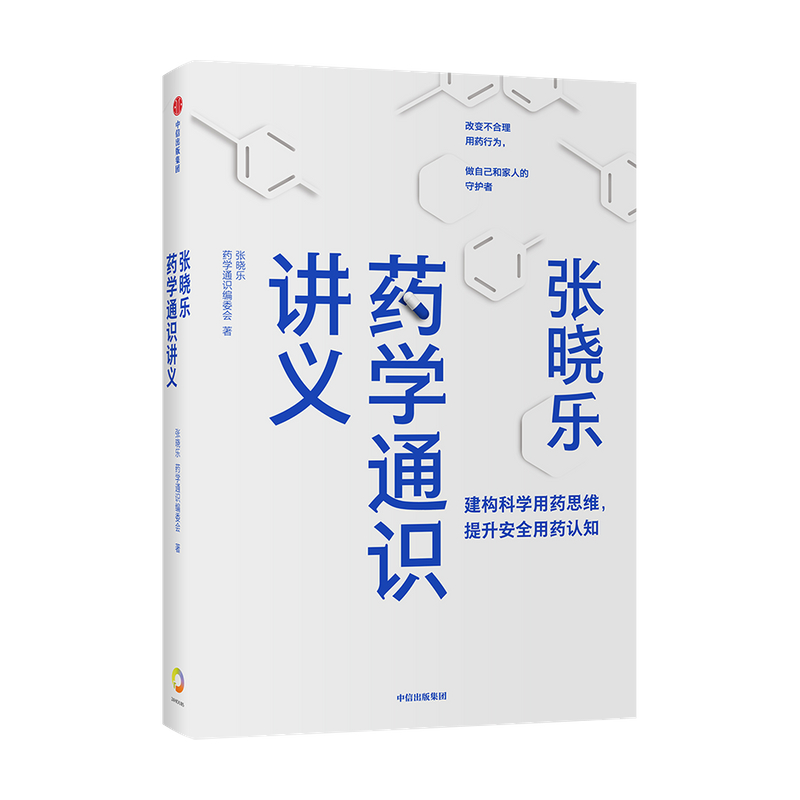 中信出版集团
张晓乐
药学通识讲义
张晓乐 药学通识编委会 著
改变不合理
用药行为，
做自己和家人的
守护者
张晓乐
药学通识
讲义
张晓乐
药学通识编委会 著
建构科学用药思维，
提升安全用药认知
中信出版集团